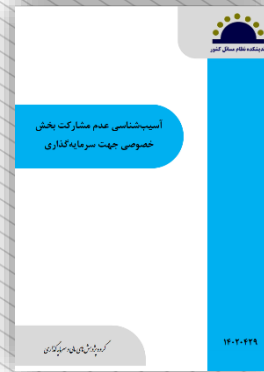 اندیشکده نظام مسائل کشور
آسیب‌شناسی عدم مشارکت بخش
خصوصی جهت سرمایه‌گذاری
گروه پژوهش‌های مالی و سرمایه‌گذاری
۱۴۰۲۰۴۲۹